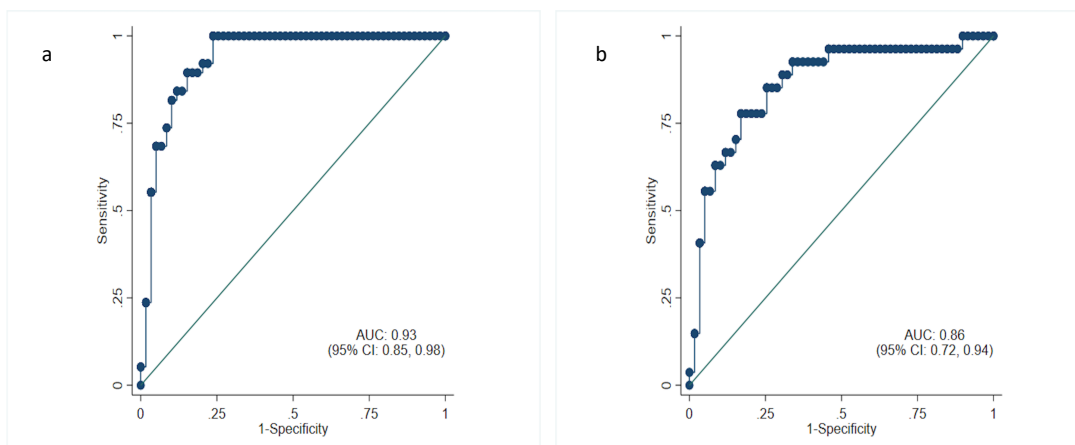 a
Sensitivity
1
.75
.5
.25
0
AUC: 0.93
(95% CI: 0.85, 0.98)
0 .25 .5 .75 1
1-Specificity
b
Sensitivity
1
.75
.5
.25
0
AUC: 0.86
(95% CI: 0.72, 0.94)
0 .25 .5 .75 1
1-Specificity